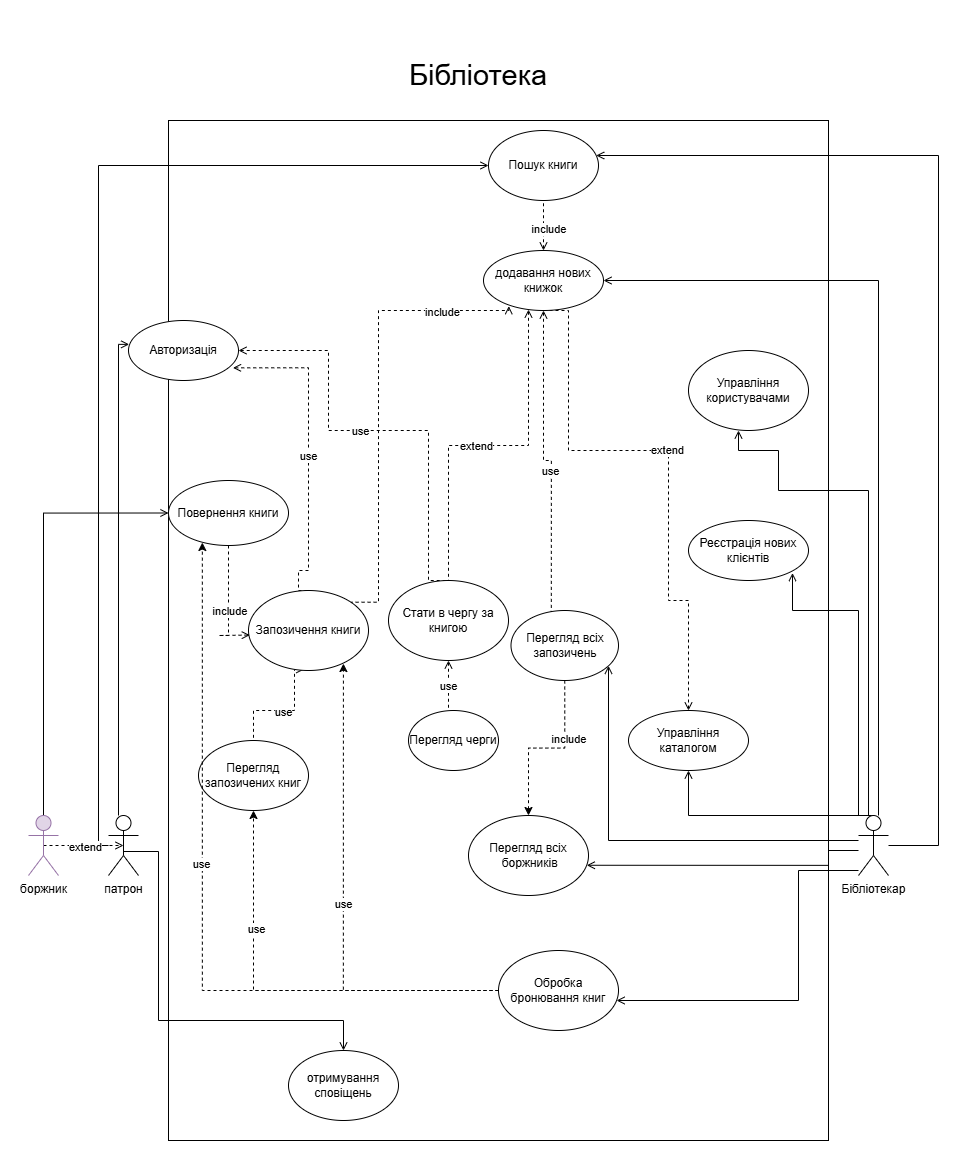 Бібліотека
Пошук книги
include
додавання нових
книжок
include
Авторизація
Управління
користувачами
use
extend
extend
use
use
Повернення книги
Реєстрація нових
клієнтів
include
Запозичення книги
Стати в чергу за
книгою
Перегляд всіх
запозичень
use
use
Перегляд черги
include
Управління
каталогом
Перегляд
запозичених книг
extend
Перегляд всіх
боржників
use
боржник
патрон
Бібліотекар
use
use
Обробка
бронювання книг
отримування
сповіщень